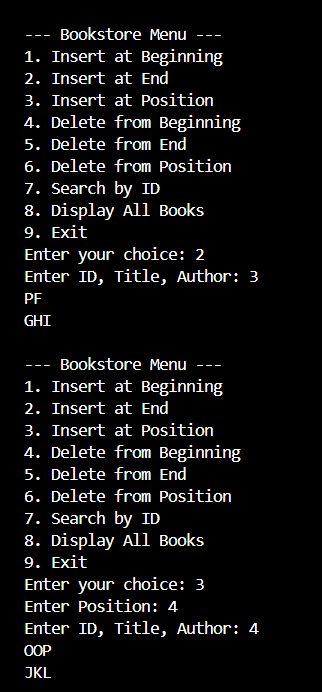 --- Bookstore Menu ---
1. Insert at Beginning
2. Insert at End
3. Insert at Position
4. Delete from Beginning
5. Delete from End
6. Delete from Position
7. Search by ID
8. Display All Books
9. Exit
Enter your choice: 2
Enter ID, Title, Author: 3
PF
GHI

--- Bookstore Menu ---
1. Insert at Beginning
2. Insert at End
3. Insert at Position
4. Delete from Beginning
5. Delete from End
6. Delete from Position
7. Search by ID
8. Display All Books
9. Exit
Enter your choice: 3
Enter Position: 4
Enter ID, Title, Author: 4
OOP
JKL